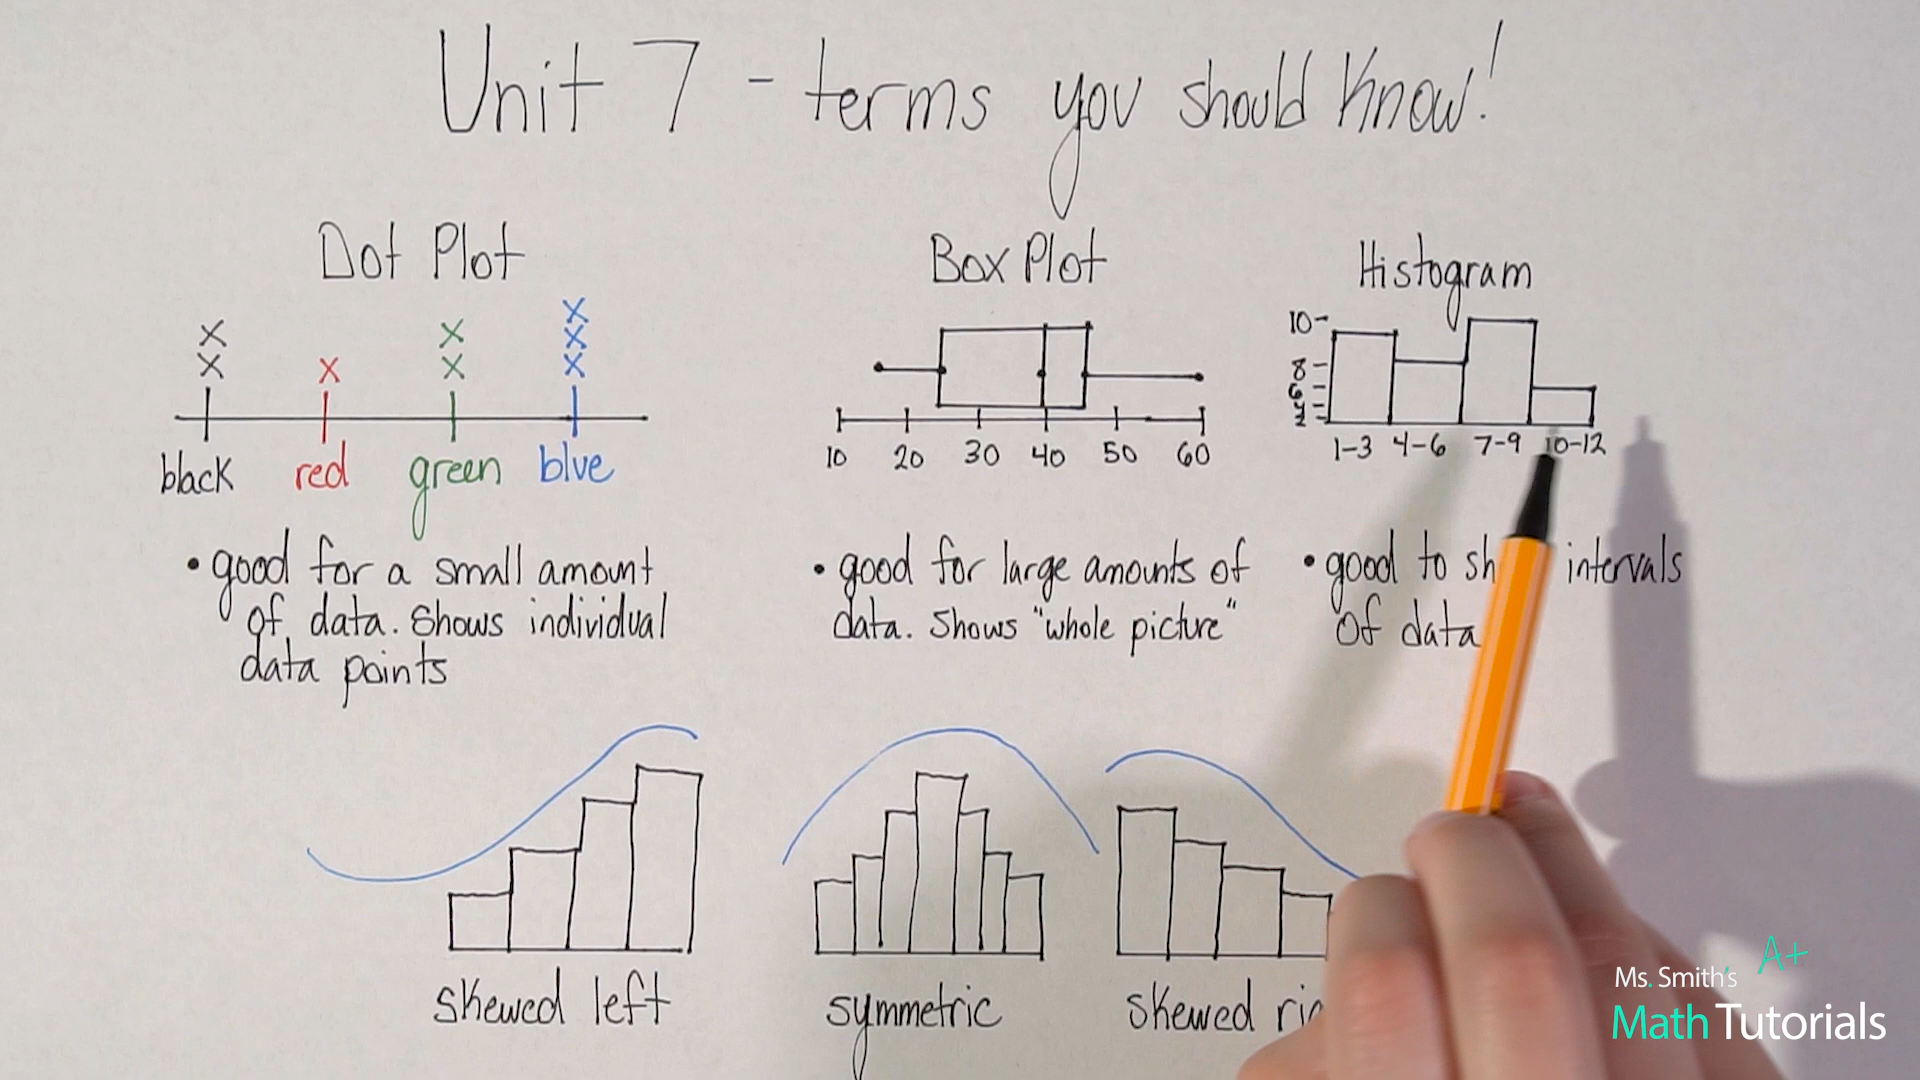 Unit 7 - terms you should know!
Dot Plot
x
x x x
x x x x
black red green blue
• good for a small amount
of data. Shows individual
data points
Box Plot
10 20 30 40 50 60
• good for large amounts of
data. Shows "whole picture"
Histogram
10
8
6
4
2
1-3 4-6 7-9 10-12
• good to sh intervals
of data
skewed left
symmetric
skewed ri
Ms. Smith's A+
Math Tutorials